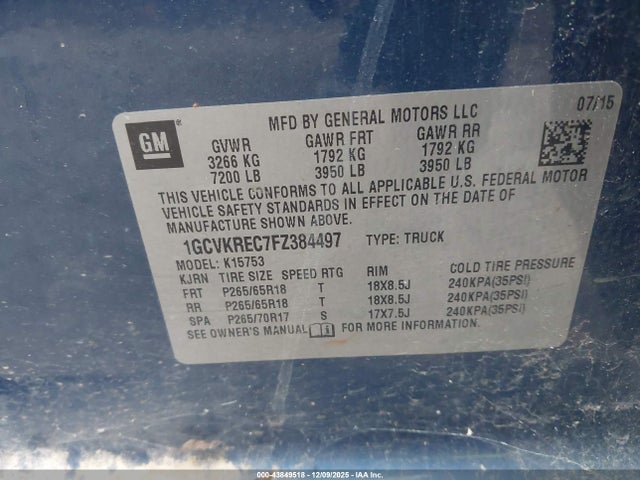 MFD BY GENERAL MOTORS LLC 07/15
GM
GVWR GAWR FRT GAWR RR
3266 KG 1792 KG 1792 KG
7200 LB 3950 LB 3950 LB
THIS VEHICLE CONFORMS TO ALL APPLICABLE U.S. FEDERAL MOTOR
VEHICLE SAFETY STANDARDS IN EFFECT ON THE DATE OF
MANUFACTURE SHOWN ABOVE.
1GCVKREC7FZ384497 TYPE: TRUCK
MODEL: K15753
KJRN TIRE SIZE SPEED RTG RIM COLD TIRE PRESSURE
FRT P265/65R18 T 18X8.5J 240KPA(35PSI)
RR P265/65R18 T 18X8.5J 240KPA(35PSI)
SPA P265/70R17 S 17X7.5J 240KPA(35PSI)
SEE OWNER'S MANUAL FOR MORE INFORMATION.
000-43849518 - 12/09/2025 - IAAI.COM